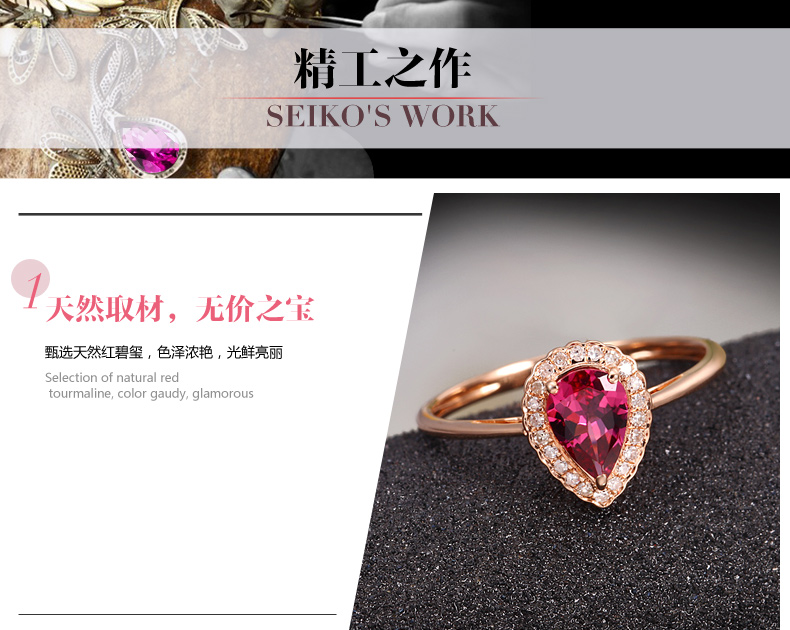 精工之作
SEIKO'S WORK
1
天然取材，无价之宝
甄选天然红碧玺，色泽浓艳，光鲜亮丽
Selection of natural red
tourmaline, color gaudy, glamorous